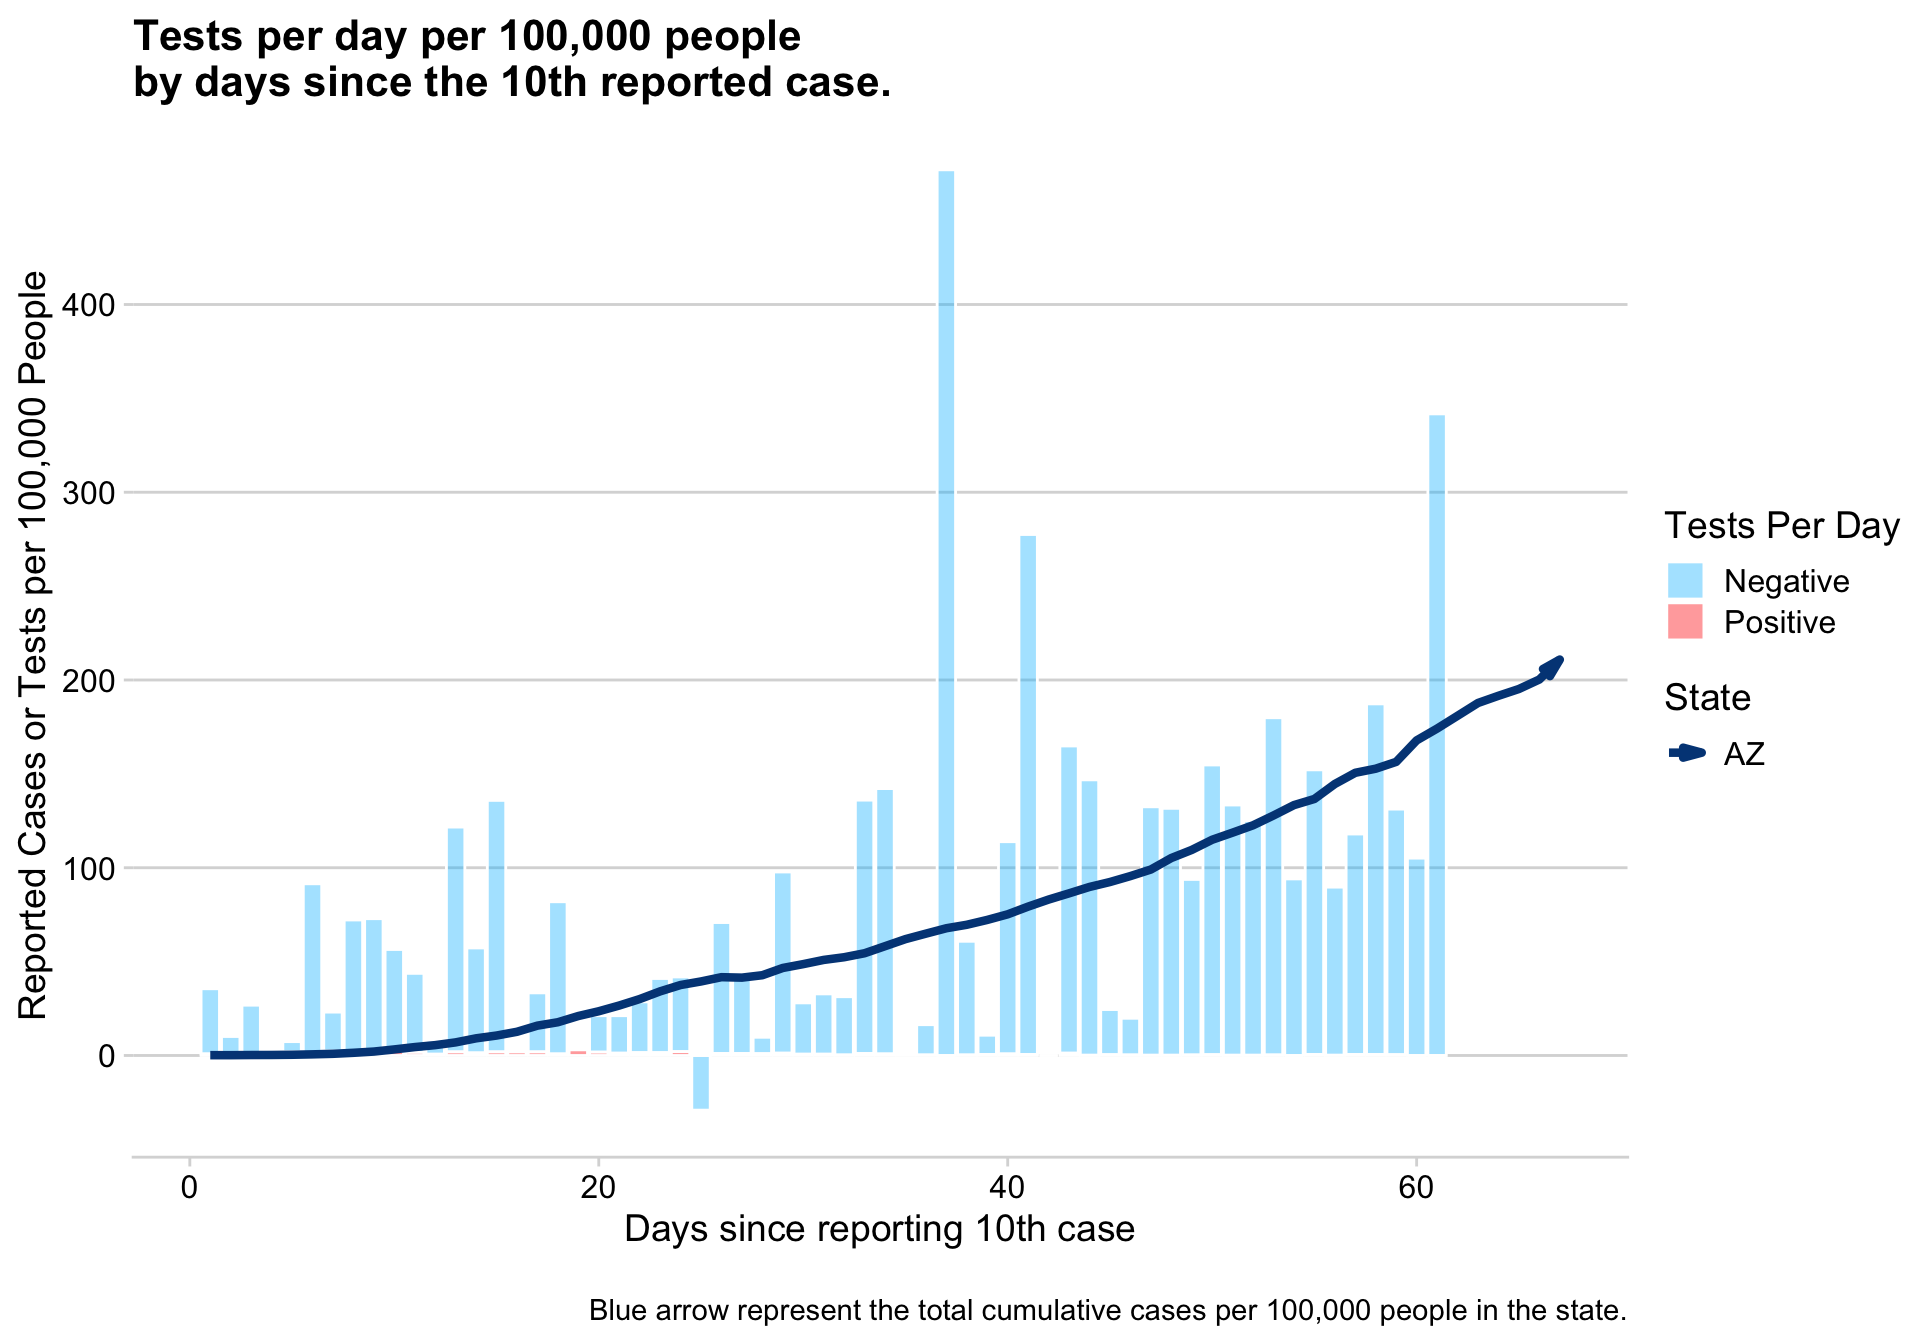 Tests per day per 100,000 people
by days since the 10th reported case.
Reported Cases or Tests per 100,000 People
400
300
200
100
0
0
20
40
60
Days since reporting 10th case
Tests Per Day
Negative
Positive
State
AZ
Blue arrow represent the total cumulative cases per 100,000 people in the state.